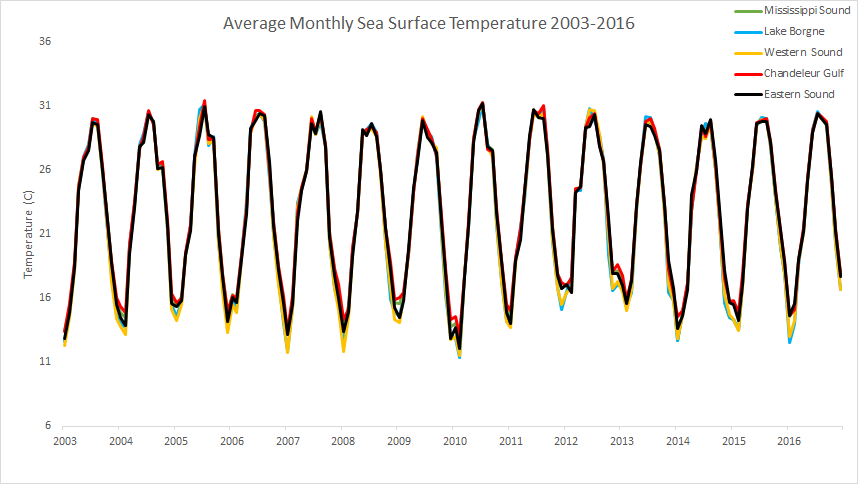 Average Monthly Sea Surface Temperature 2003-2016
Mississippi Sound
Lake Borgne
Western Sound
Chandeleur Gulf
Eastern Sound
Temperature (C)
36
31
26
21
16
11
6
2003 2004 2005 2006 2007 2008 2009 2010 2011 2012 2013 2014 2015 2016